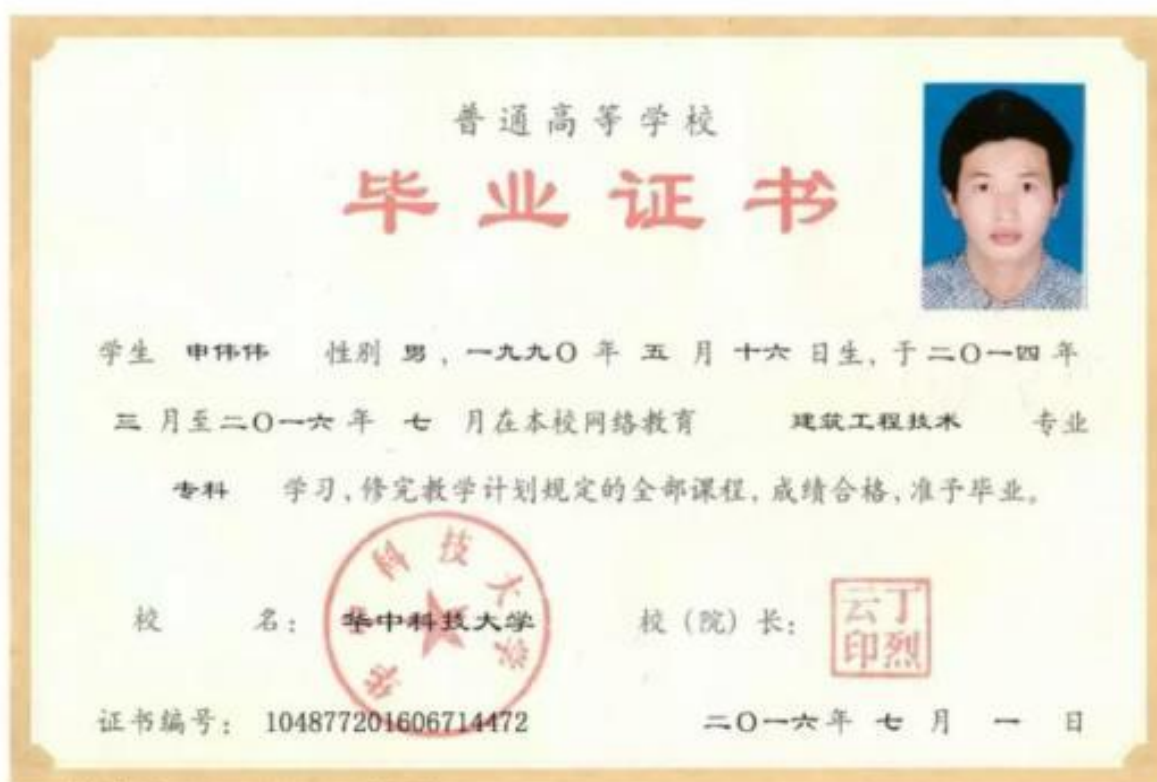 普通高等学校
毕业证书
学生 申伟伟 性别 男，一九九〇 年 五 月 十六 日生，于二〇一四 年
三 月至二〇一六 年 七 月在本校网络教育 建筑工程技术 专业
专科 学习，修完教学计划规定的全部课程，成绩合格，准予毕业。
校 名： 华中科技大学 校（院）长：
华中科技大学
丁烈云印
证书编号： 104877201606714472 二〇一六年 七 月 一 日